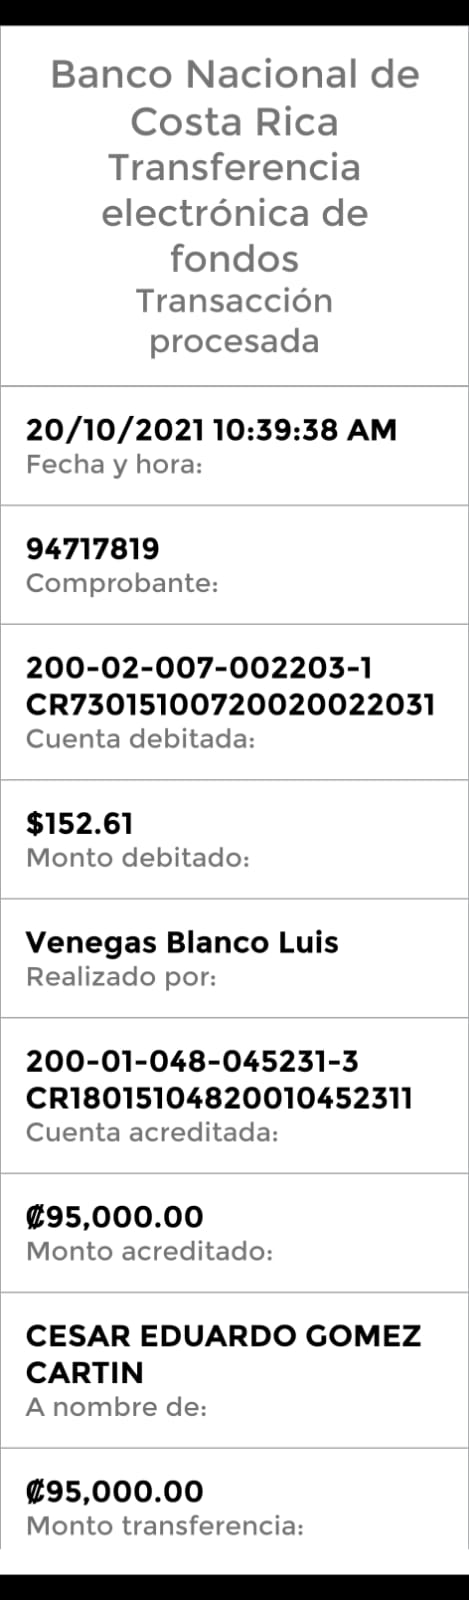 Banco Nacional de
Costa Rica
Transferencia
electrónica de
fondos
Transacción
procesada
20/10/2021 10:39:38 AM
Fecha y hora:
94717819
Comprobante:
200-02-007-002203-1
CR73015100720020022031
Cuenta debitada:
$152.61
Monto debitado:
Venegas Blanco Luis
Realizado por:
200-01-048-045231-3
CR18015104820010452311
Cuenta acreditada:
₡95,000.00
Monto acreditado:
CESAR EDUARDO GOMEZ
CARTIN
A nombre de:
₡95,000.00
Monto transferencia: